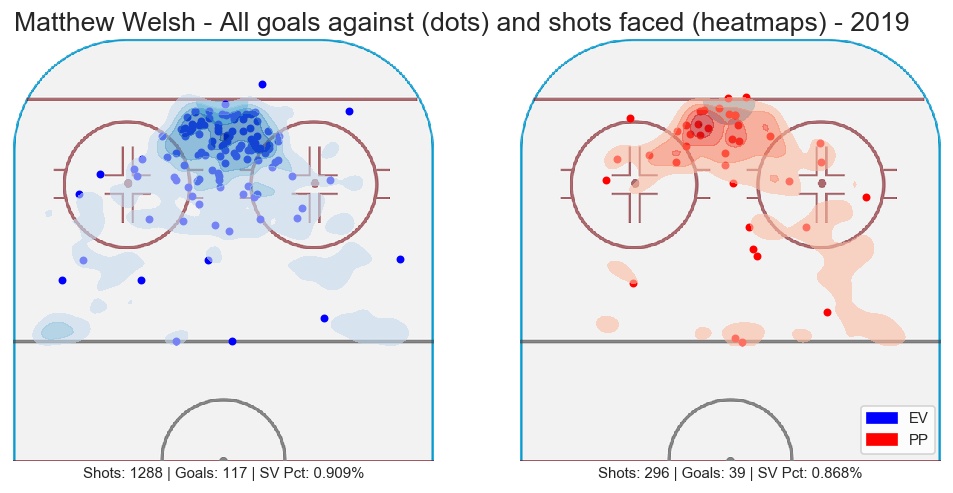 Matthew Welsh - All goals against (dots) and shots faced (heatmaps) - 2019
EV
PP
Shots: 1288 | Goals: 117 | SV Pct: 0.909%
Shots: 296 | Goals: 39 | SV Pct: 0.868%